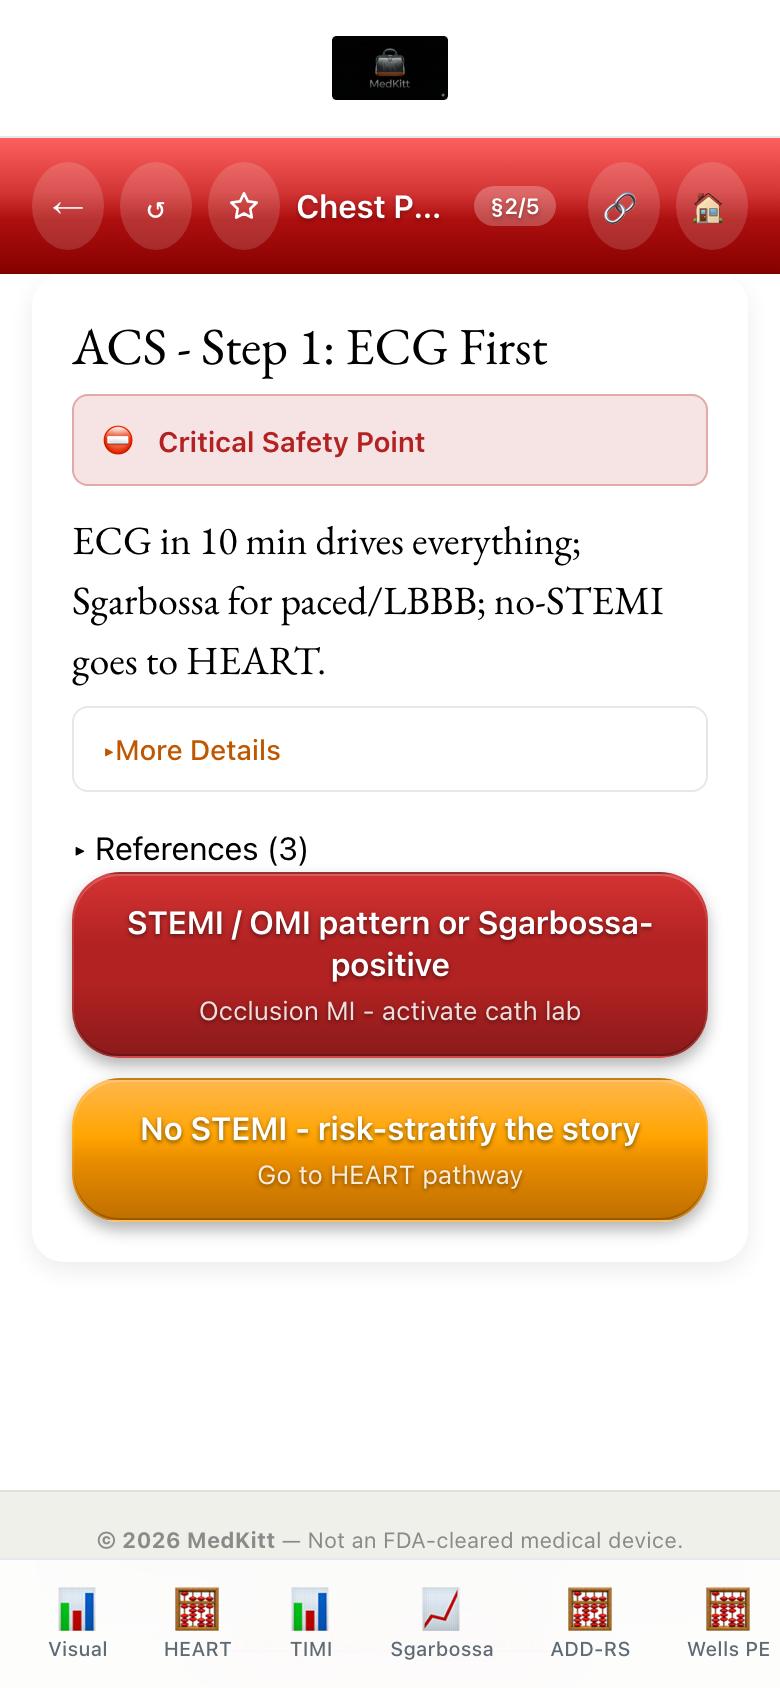 MedKitt
Chest P...
§2/5
ACS - Step 1: ECG First
Critical Safety Point
ECG in 10 min drives everything;
Sgarbossa for paced/LBBB; no-STEMI
goes to HEART.
▸More Details
▸ References (3)
STEMI / OMI pattern or Sgarbossa-
positive
Occlusion MI - activate cath lab
No STEMI - risk-stratify the story
Go to HEART pathway
© 2026 MedKitt — Not an FDA-cleared medical device.
Visual
HEART
TIMI
Sgarbossa
ADD-RS
Wells PE